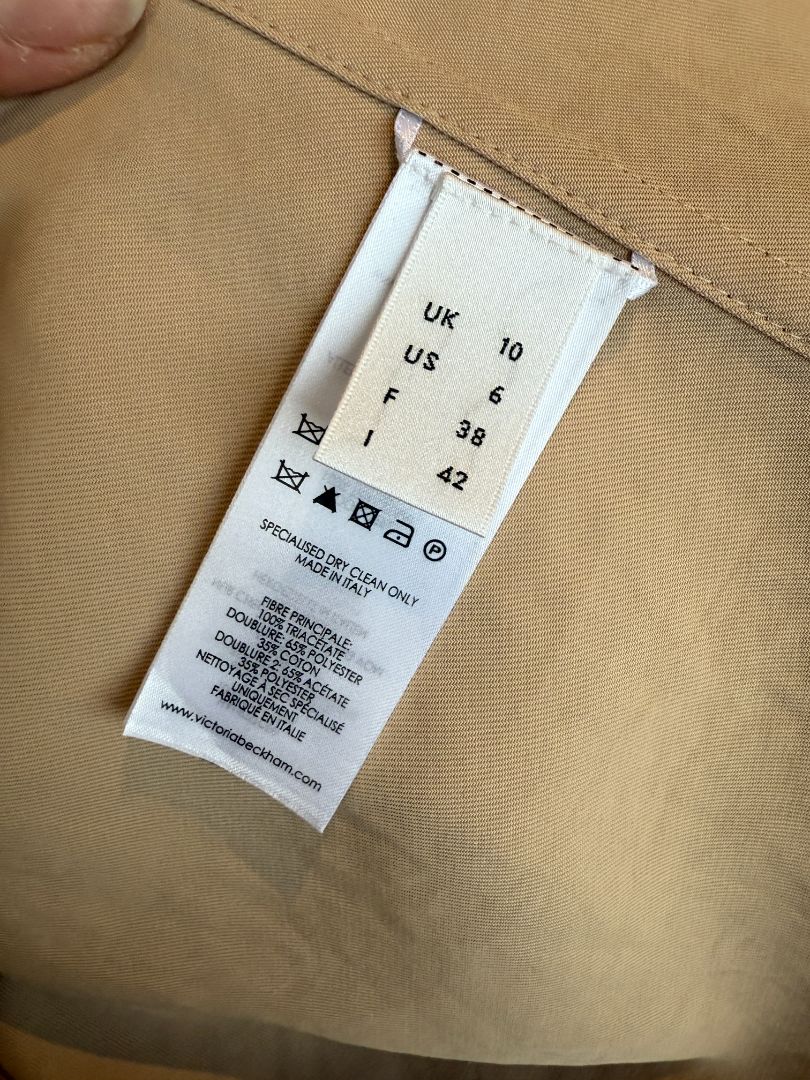 UK 10
US 6
F 38
I 42
P
SPECIALISED DRY CLEAN ONLY
MADE IN ITALY
FIBRE PRINCIPALE:
100% TRIACÉTATE
DOUBLURE: 65% POLYESTER
35% COTON
DOUBLURE 2: 65% ACÉTATE
35% POLYESTER
NETTOYAGE À SEC SPÉCIALISÉ
UNIQUEMENT
FABRIQUÉ EN ITALIE
www.victoriabeckham.com